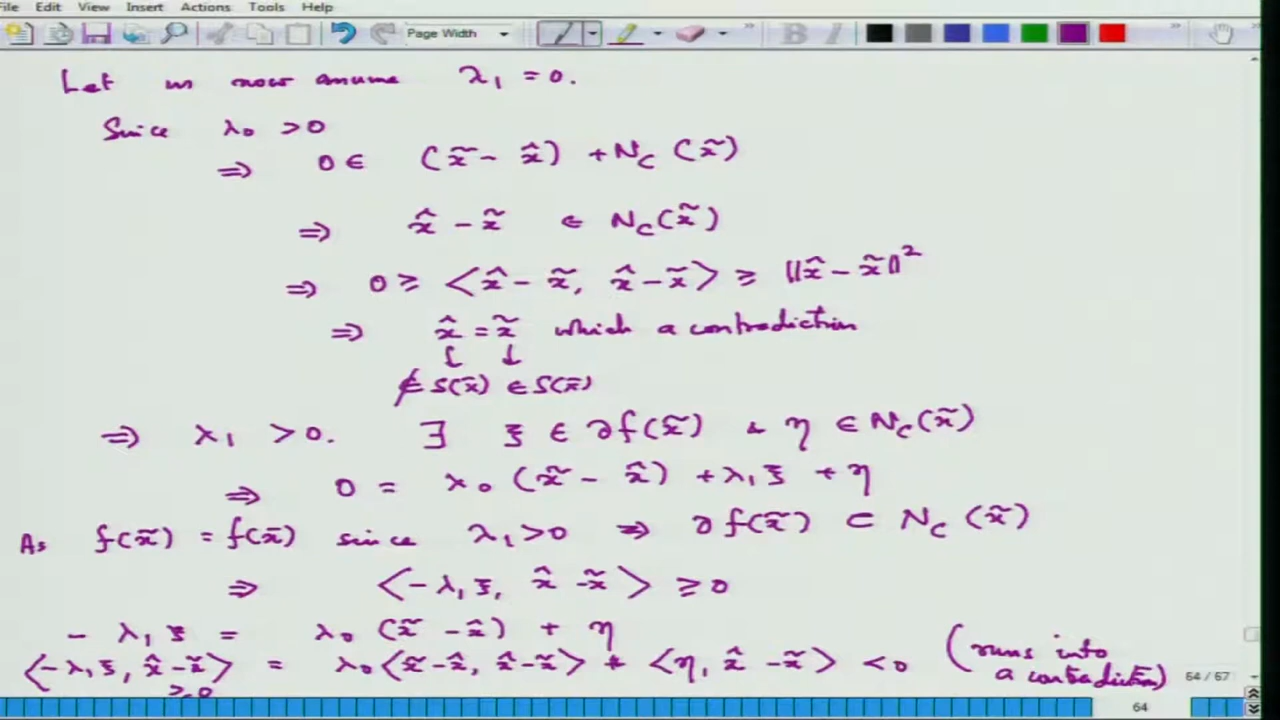 File Edit View Insert Actions Tools Help
Page Width
Let us now assume λ₁ = 0.
Since λ₀ > 0
⇒ 0 ∈ (x̃ - x̂) + N_C (x̃)
⇒ x̂ - x̃ ∈ N_C(x̃)
⇒ 0 ≥ ⟨x̂ - x̃, x̂ - x̃⟩ ≥ ||x̂ - x̃||²
⇒ x̂ = x̃ which a contradiction
↓ ↓
∉ S(x̄) ∈ S(x̄)
⇒ λ₁ > 0. ∃ ξ ∈ ∂f(x̃) & η ∈ N_C(x̃)
⇒ 0 = λ₀ (x̃ - x̂) + λ₁ξ + η
As f(x̃) = f(x̄) since λ₁ > 0 ⇒ ∂f(x̃) ⊂ N_C (x̃)
⇒ ⟨-λ₁ξ, x̂ - x̃⟩ ≥ 0
- λ₁ξ = λ₀ (x̃ - x̂) + η
⟨-λ₁ξ, x̂ - x̃⟩ = λ₀⟨x̃ - x̂, x̂ - x̃⟩ + ⟨η, x̂ - x̃⟩ < 0 (runs into
≥ 0 a contradiction)
64 / 67
64